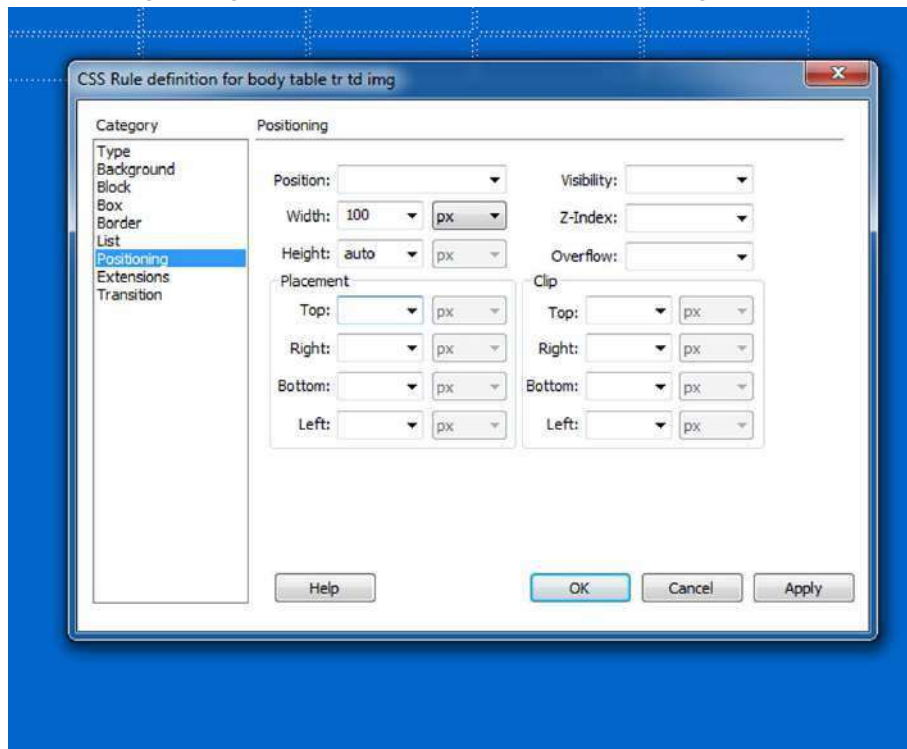 CSS Rule definition for body table tr td img
Category
Positioning
Type
Background
Block
Box
Border
List
Positioning
Extensions
Transition
Position:
Visibility:
Width: 100 px
Z-Index:
Height: auto px
Overflow:
Placement
Clip
Top: px
Top: px
Right: px
Right: px
Bottom: px
Bottom: px
Left: px
Left: px
Help
OK
Cancel
Apply